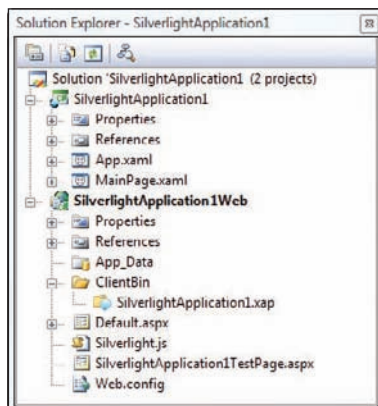 Solution Explorer - SilverlightApplication1
Solution 'SilverlightApplication1 (2 projects)
SilverlightApplication1
Properties
References
App.xaml
MainPage.xaml
SilverlightApplication1Web
Properties
References
App_Data
ClientBin
SilverlightApplication1.xap
Default.aspx
Silverlight.js
SilverlightApplication1TestPage.aspx
Web.config